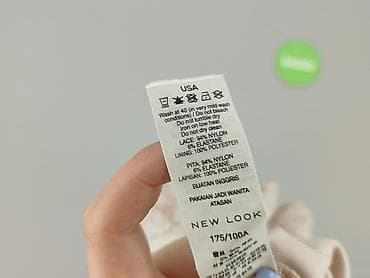 USA
Wash at 40 (in very mild wash
conditions) / Do not bleach
Do not tumble dry
Iron on low heat
Do not dry clean
LACE: 94% NYLON
6% ELASTANE
LINING: 100% POLYESTER
PITA: 94% NYLON
6% ELASTANE
LAPISAN: 100% POLYESTER
BUATAN INGGRIS
PAKAIAN JADI WANITA
ATASAN
NEW LOOK
175/100A